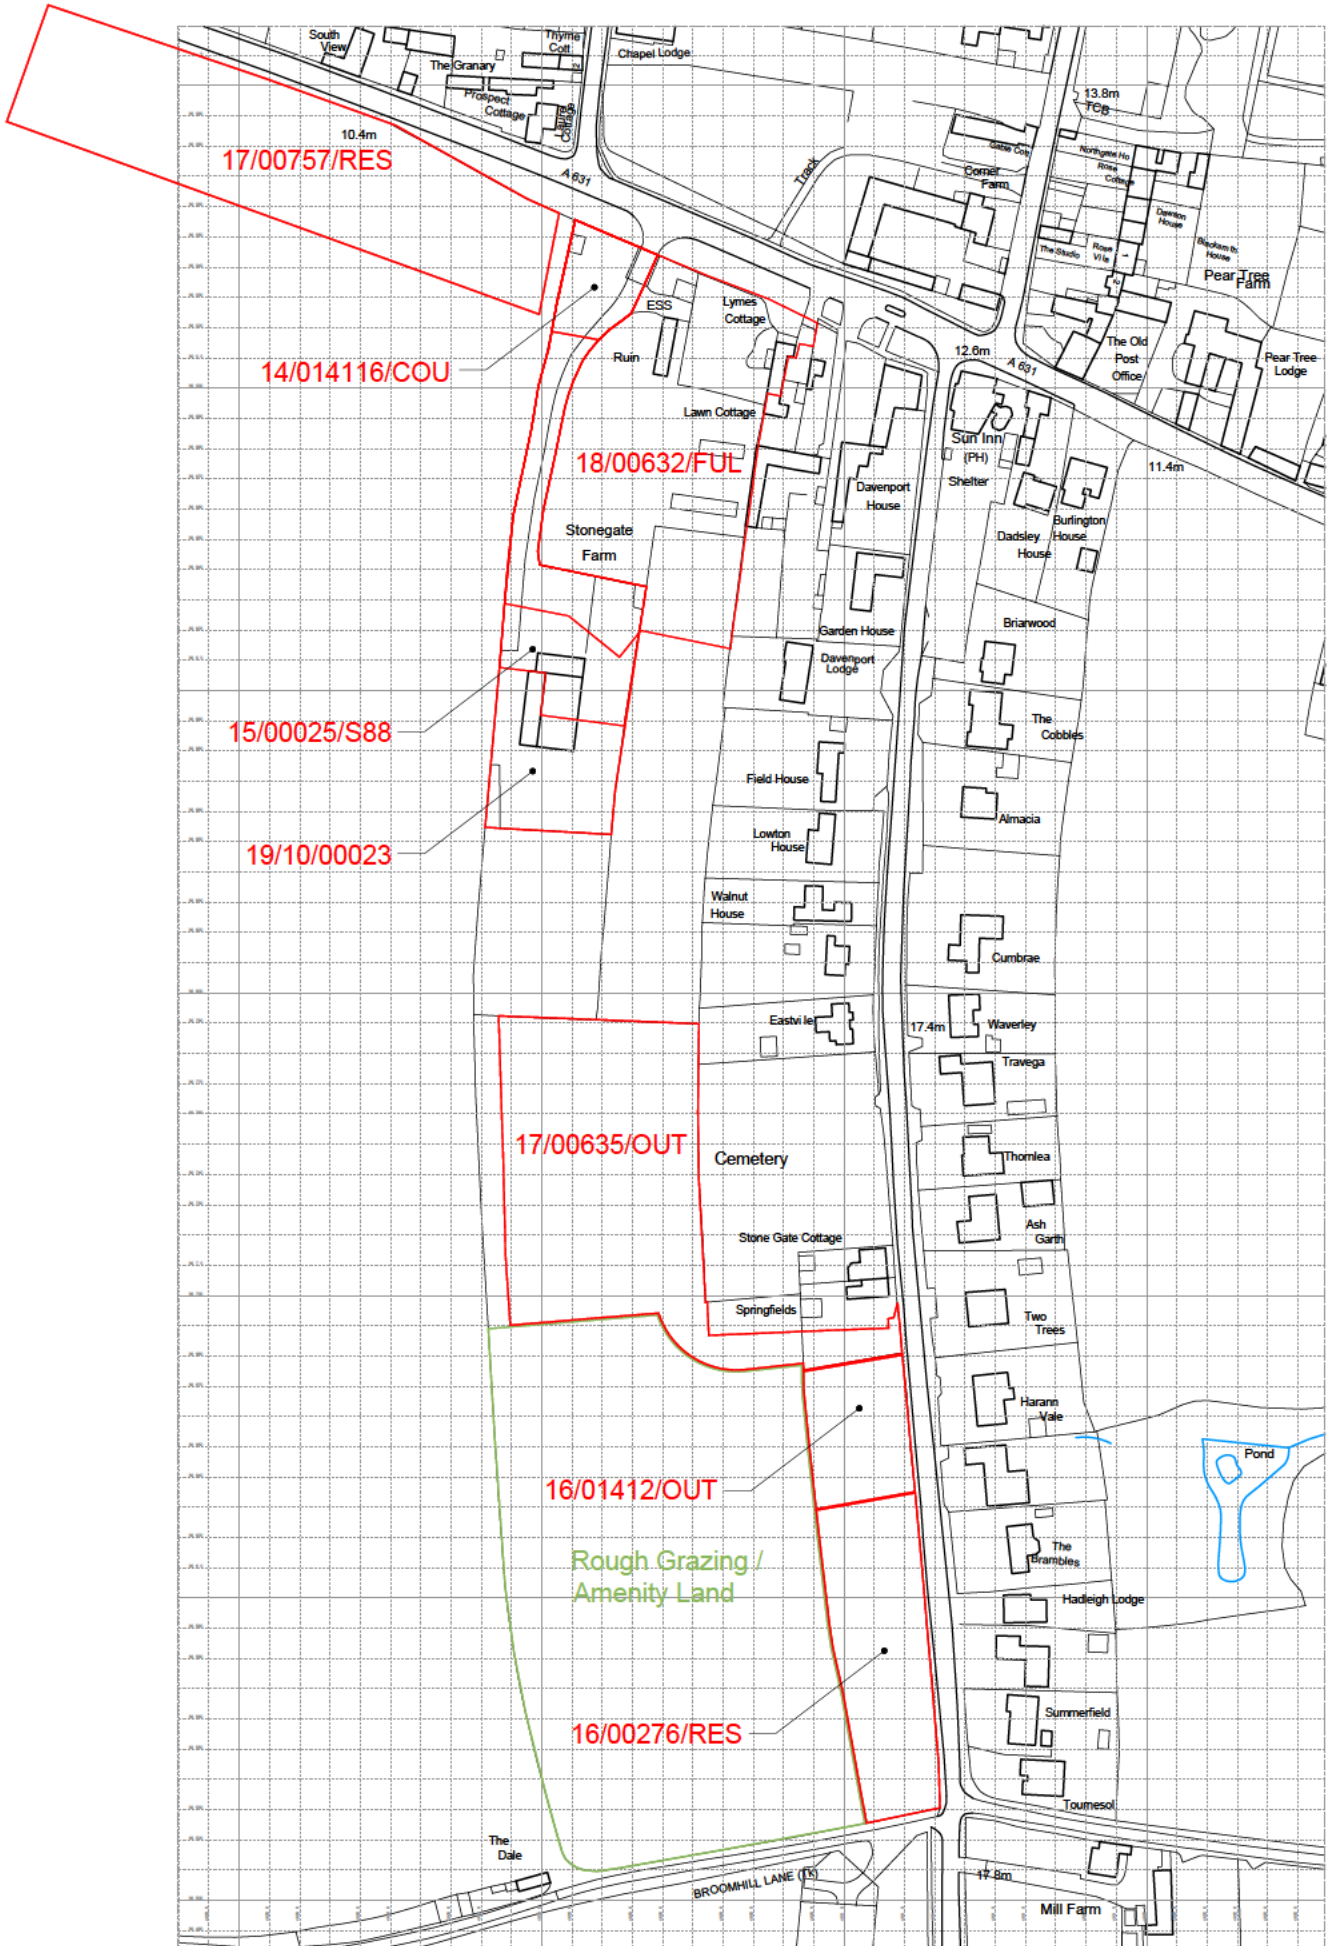 South
View
The Granary
Thyme
Cott
12
Chapel Lodge
Prospect
Cottage
Laurel
Cottage
10.4m
17/00757/RES
A 631
Track
13.8m
TCB
Gable Cott
Corner
Farm
Northgate Ho
Rose
Cottage
Dawson
House
Blacksmith
House
The Studio
Rose
Villa
1
2
Pear Tree
Farm
ESS
Lymes
Cottage
Ruin
14/014116/COU
12.6m
A 631
The Old
Post
Office
Pear Tree
Lodge
Lawn Cottage
18/00632/FUL
Sun Inn
(PH)
Shelter
11.4m
Davenport
House
Stonegate
Farm
Dadsley
House
Burlington
House
Garden House
Briarwood
Davenport
Lodge
15/00025/S88
The
Cobbles
Field House
19/10/00023
Lowton
House
Almacia
Walnut
House
Cumbrae
Eastville
17.4m
Waverley
Travega
17/00635/OUT
Cemetery
Thornlea
Stone Gate Cottage
Ash
Garth
Springfields
Two
Trees
Harann
Vale
16/01412/OUT
Pond
Rough Grazing /
Amenity Land
The
Brambles
Hadleigh Lodge
16/00276/RES
Summerfield
Tournesol
The
Dale
BROOMHILL LANE (Tk)
17.8m
Mill Farm